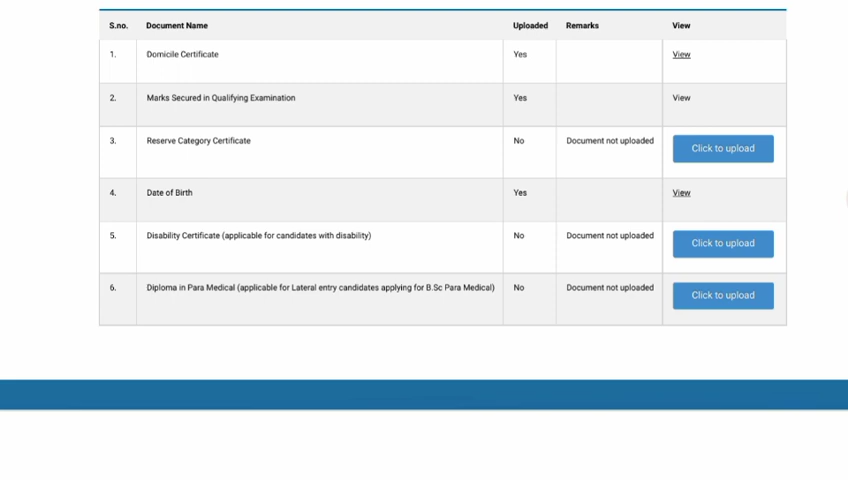 S.no. Document Name Uploaded Remarks View
1. Domicile Certificate Yes View
2. Marks Secured in Qualifying Examination Yes View
3. Reserve Category Certificate No Document not uploaded Click to upload
4. Date of Birth Yes View
5. Disability Certificate (applicable for candidates with disability) No Document not uploaded Click to upload
6. Diploma in Para Medical (applicable for Lateral entry candidates applying for B.Sc Para Medical) No Document not uploaded Click to upload